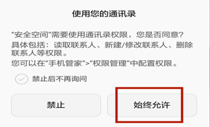 使用您的通讯录
"安全空间"需要使用通讯录权限，您是否同意？
具体包括：读取联系人、新建/修改联系人、删除
联系人等权限。
您可以在"手机管家">"权限管理"中配置权限。
禁止后不再询问
禁止
始终允许